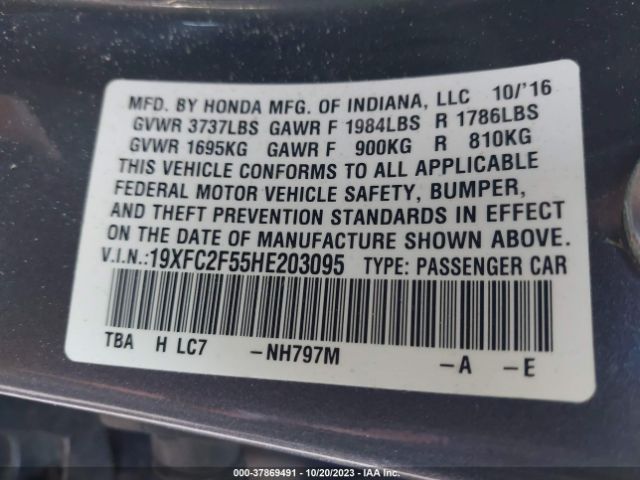 MFD. BY HONDA MFG. OF INDIANA, LLC 10/'16
GVWR 3737LBS GAWR F 1984LBS R 1786LBS
GVWR 1695KG GAWR F 900KG R 810KG
THIS VEHICLE CONFORMS TO ALL APPLICABLE
FEDERAL MOTOR VEHICLE SAFETY, BUMPER,
AND THEFT PREVENTION STANDARDS IN EFFECT
ON THE DATE OF MANUFACTURE SHOWN ABOVE.
V.I.N.:19XFC2F55HE203095 TYPE: PASSENGER CAR
TBA H LC7 -NH797M -A -E
000-37869491 - 10/20/2023 - IAA Inc.